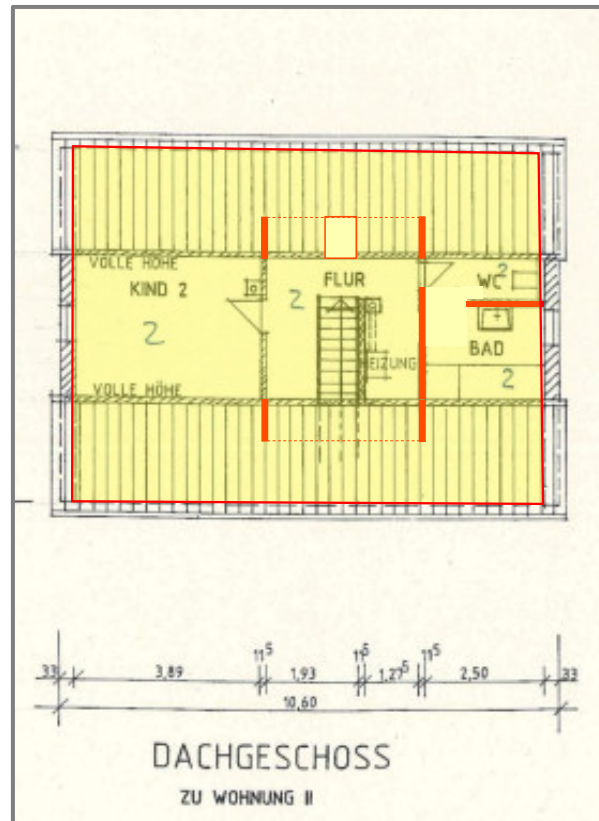 VOLLE HÖHE
KIND 2
FLUR
WC
2
2
2
HEIZUNG
BAD
VOLLE HÖHE
2
11⁵ 11⁵ 11⁵
33 3,89 1,93 1,27⁵ 2,50 33
10,60
DACHGESCHOSS
ZU WOHNUNG II